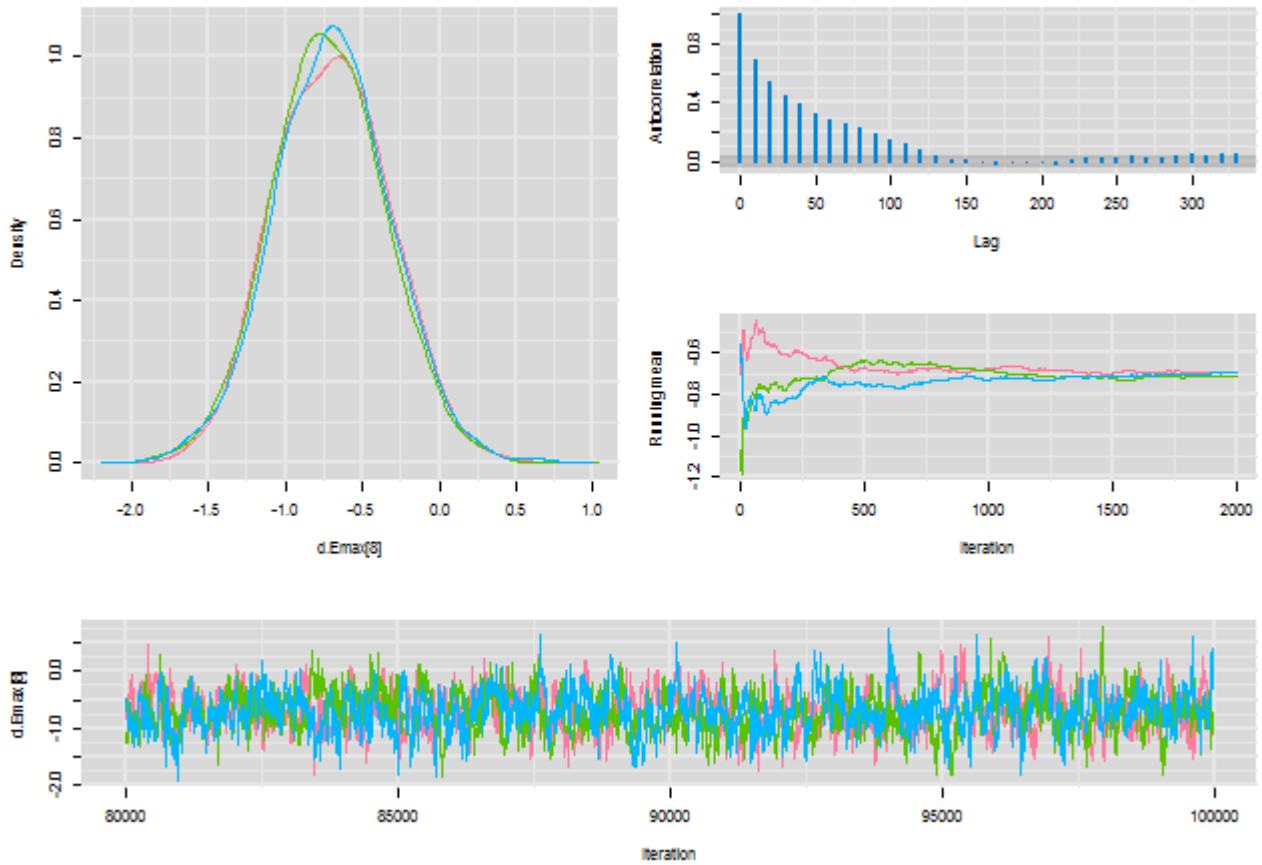 Density
0.0 0.2 0.4 0.6 0.8 1.0
-2.0 -1.5 -1.0 -0.5 0.0 0.5 1.0
d.Emax[8]
Autocorrelation
0.0 0.4 0.8
0 50 100 150 200 250 300
Lag
Running mean
-1.2 -1.0 -0.8 -0.6
0 500 1000 1500 2000
Iteration
d.Emax[8]
-2.0 -1.0 0.0
80000 85000 90000 95000 100000
Iteration